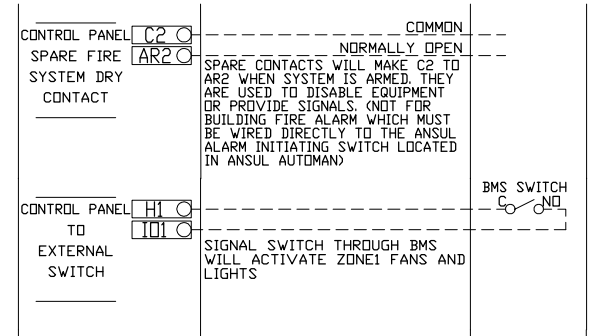 CONTROL PANEL
SPARE FIRE
SYSTEM DRY
CONTACT
C2
AR2
COMMON
NORMALLY OPEN
SPARE CONTACTS WILL MAKE C2 TO
AR2 WHEN SYSTEM IS ARMED. THEY
ARE USED TO DISABLE EQUIPMENT
OR PROVIDE SIGNALS. (NOT FOR
BUILDING FIRE ALARM WHICH MUST
BE WIRED DIRECTLY TO THE ANSUL
ALARM INITIATING SWITCH LOCATED
IN ANSUL AUTOMAN)
CONTROL PANEL
TO
EXTERNAL
SWITCH
H1
IO1
BMS SWITCH
C NO
SIGNAL SWITCH THROUGH BMS
WILL ACTIVATE ZONE1 FANS AND
LIGHTS